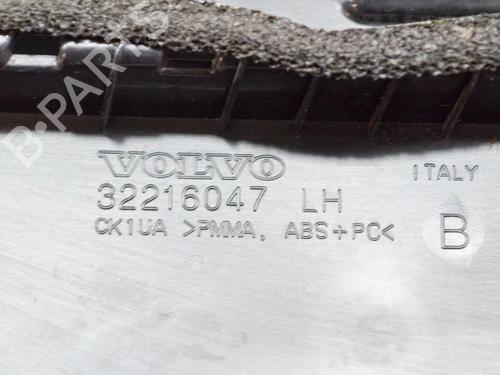 VOLVO
ITALY
32216047 LH
CK1UA >PMMA, ABS+PC<
B
B-PARTS